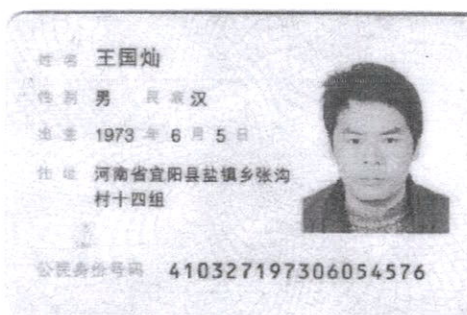 姓名 王国灿
性别 男 民族 汉
出生 1973 年 6 月 5 日
住址 河南省宜阳县盐镇乡张沟
村十四组
公民身份号码 410327197306054576